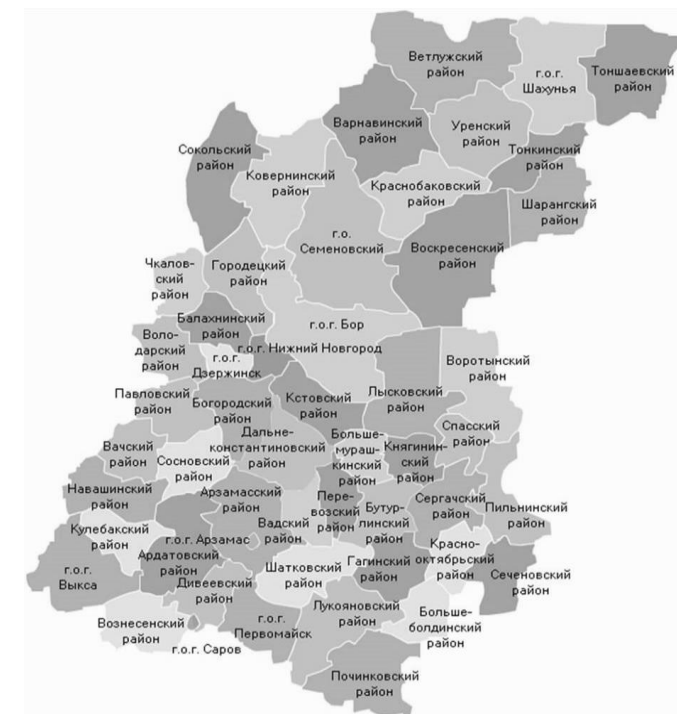 Ветлужский
район
г.о.г.
Шахунья
Тоншаевский
район
Варнавинский
район
Уренский
район
Тонкинский
район
Сокольский
район
Ковернинский
район
Краснобаковский
район
Шарангский
район
г.о.
Семеновский
Воскресенский
район
Чкалов-
ский
район
Городецкий
район
Балахнинский
район
г.о.г. Бор
Воло-
дарский
район
г.о.г.
Дзержинск
г.о.г. Нижний Новгород
Воротынский
район
Павловский
район
Богородский
район
Кстовский
район
Лысковский
район
Спасский
район
Вачский
район
Сосновский
район
Дальне-
константиновский
район
Больше-
мураш-
кинский
район
Княгинин-
ский
район
Навашинский
район
Арзамасский
район
Вадский
район
Пере-
возский
район
Бутур-
линский
район
Сергачский
район
Пильнинский
район
Кулебакский
район
г.о.г. Арзамас
г.о.г.
Выкса
Ардатовский
район
Дивеевский
район
Шатковский
район
Гагинский
район
Красно-
октябрьский
район
Сеченовский
район
Вознесенский
район
г.о.г. Саров
г.о.г.
Первомайск
Лукояновский
район
Больше-
болдинский
район
Починковский
район